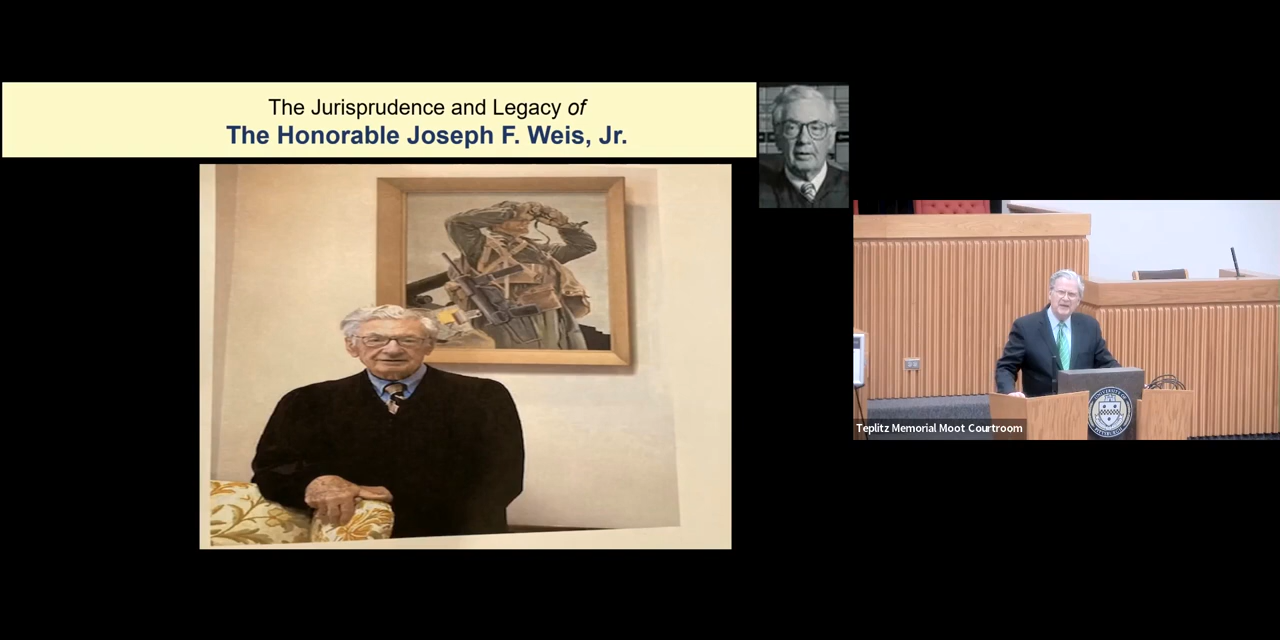 The Jurisprudence and Legacy of
The Honorable Joseph F. Weis, Jr.
Teplitz Memorial Moot Courtroom